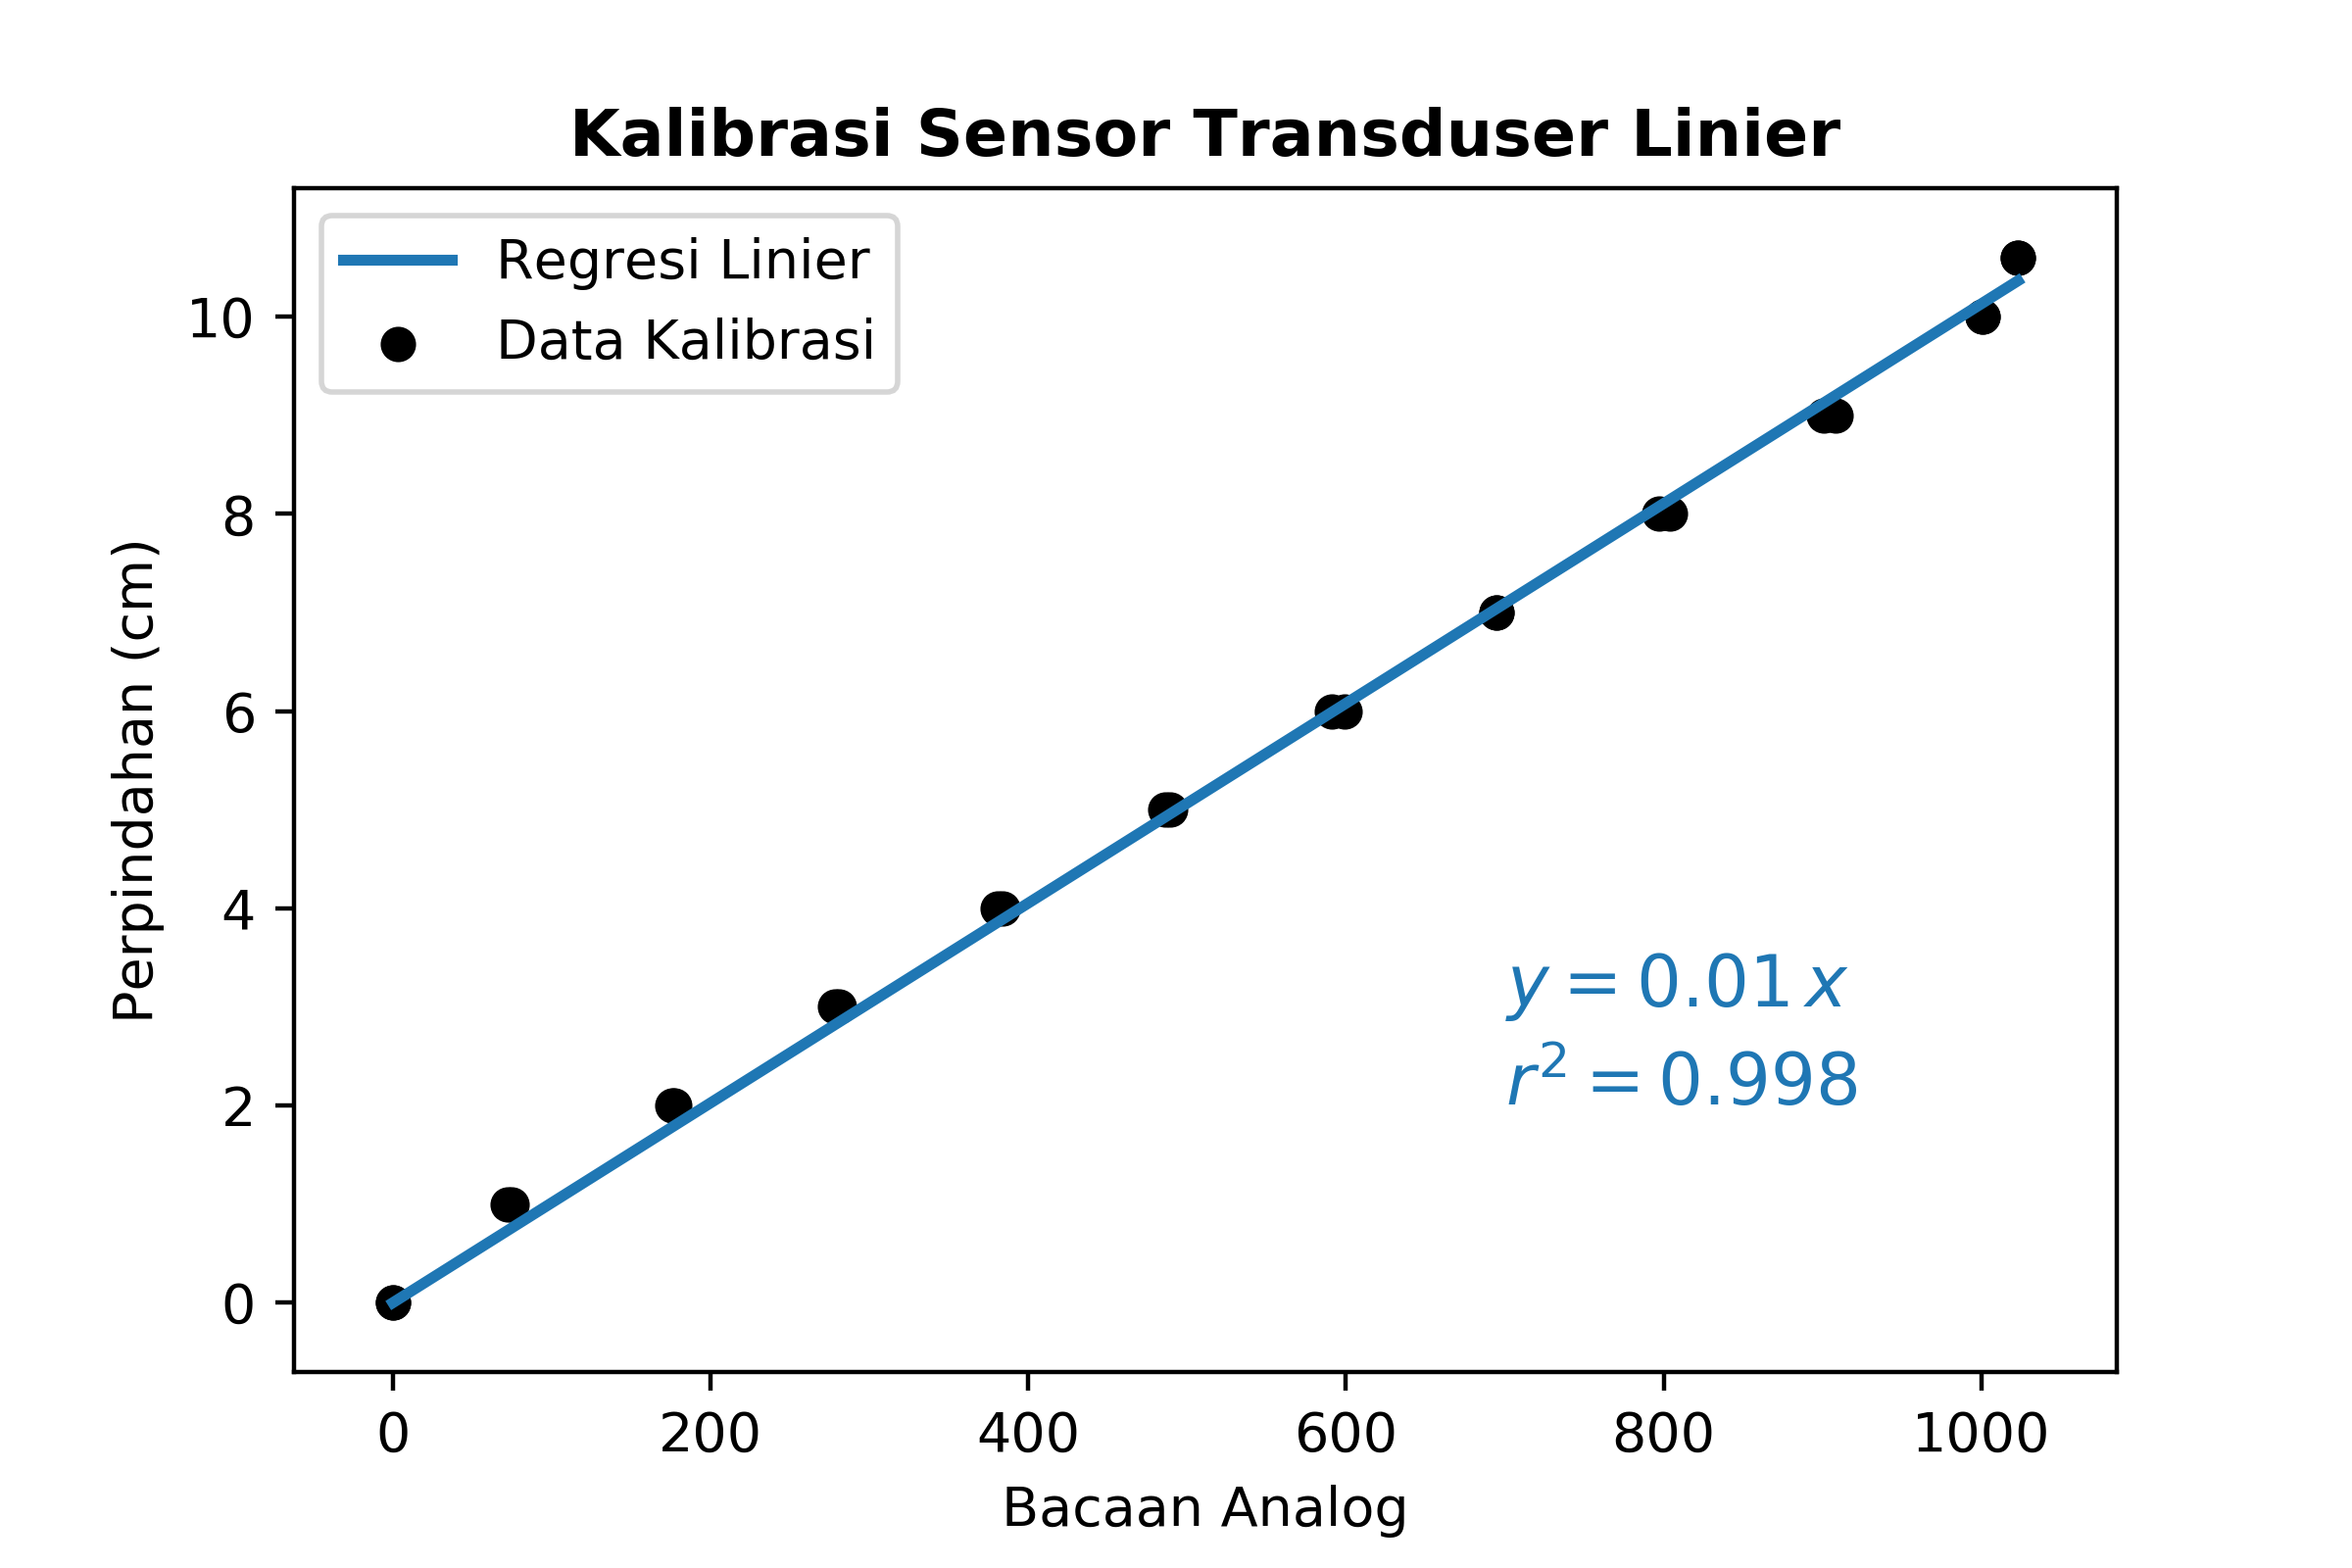 Kalibrasi Sensor Transduser Linier
Regresi Linier
Data Kalibrasi
10
8
6
4
2
0
Perpindahan (cm)
y = 0.01 x
r² = 0.998
0 200 400 600 800 1000
Bacaan Analog